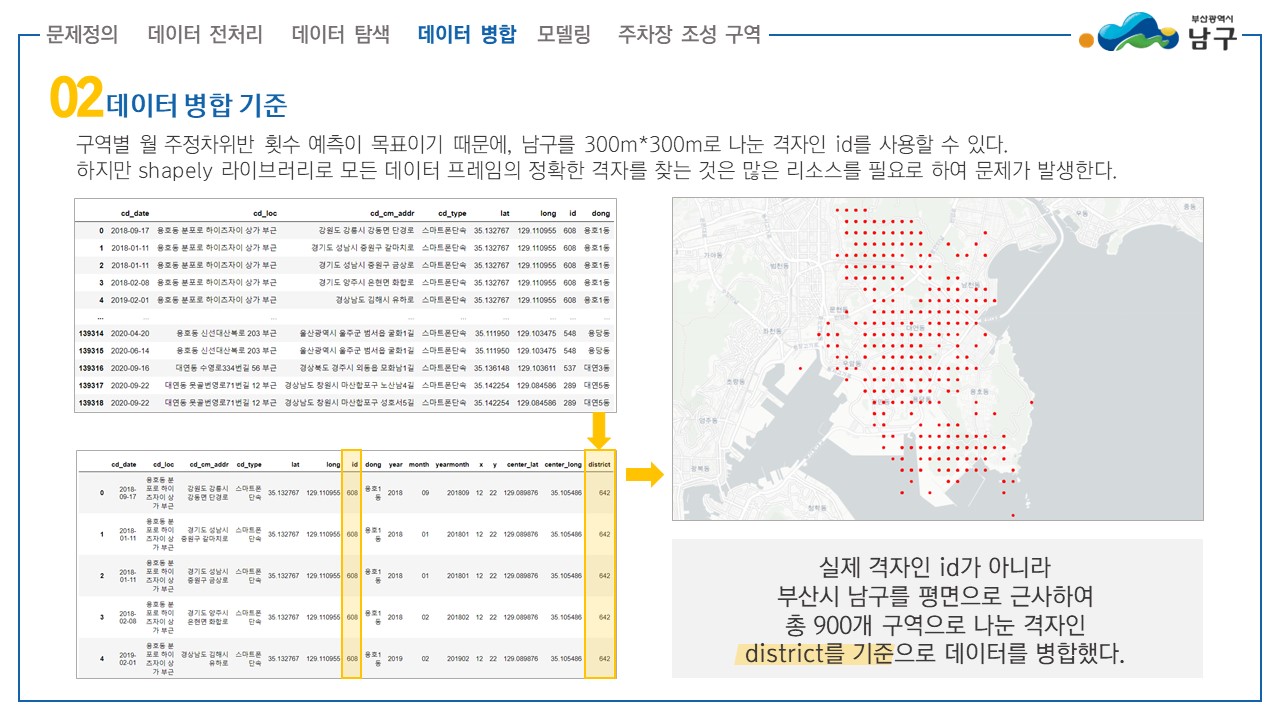 문제정의 데이터 전처리 데이터 탐색 데이터 병합 모델링 주차장 조성 구역
부산광역시
남구
02 데이터 병합 기준
구역별 월 주정차위반 횟수 예측이 목표이기 때문에, 남구를 300m*300m로 나눈 격자인 id를 사용할 수 있다.
하지만 shapely 라이브러리로 모든 데이터 프레임의 정확한 격자를 찾는 것은 많은 리소스를 필요로 하여 문제가 발생한다.
cd_date cd_loc cd_cm_addr cd_type lat long id dong
0 2018-09-17 용호동 분포로 하이츠자이 상가 부근 강원도 강릉시 강동면 단경로 스마트폰단속 35.132767 129.110955 608 용호1동
1 2018-01-11 용호동 분포로 하이츠자이 상가 부근 경기도 성남시 중원구 갈마치로 스마트폰단속 35.132767 129.110955 608 용호1동
2 2018-01-11 용호동 분포로 하이츠자이 상가 부근 경기도 성남시 중원구 금상로 스마트폰단속 35.132767 129.110955 608 용호1동
3 2018-02-08 용호동 분포로 하이츠자이 상가 부근 경기도 양주시 은현면 화합로 스마트폰단속 35.132767 129.110955 608 용호1동
4 2019-02-01 용호동 분포로 하이츠자이 상가 부근 경상남도 김해시 유하로 스마트폰단속 35.132767 129.110955 608 용호1동
... ... ... ... ... ... ... ... ...
139314 2020-04-20 용호동 신선대산복로 203 부근 울산광역시 울주군 범서읍 굴화1길 스마트폰단속 35.111950 129.103475 548 용당동
139315 2020-06-14 용호동 신선대산복로 203 부근 울산광역시 울주군 범서읍 굴화1길 스마트폰단속 35.111950 129.103475 548 용당동
139316 2020-09-16 대연동 수영로334번길 56 부근 경상북도 경주시 외동읍 모화남1길 스마트폰단속 35.136148 129.103611 537 대연3동
139317 2020-09-22 대연동 못골번영로71번길 12 부근 경상남도 창원시 마산합포구 노산남4길 스마트폰단속 35.142254 129.084586 289 대연5동
139318 2020-09-22 대연동 못골번영로71번길 12 부근 경상남도 창원시 마산합포구 성호서5길 스마트폰단속 35.142254 129.084586 289 대연5동
cd_date cd_loc cd_cm_addr cd_type lat long id dong year month yearmonth x y center_lat center_long district
0 2018-09-17 용호동 분포로 하이츠자이 상가 부근 강원도 강릉시 강동면 단경로 스마트폰단속 35.132767 129.110955 608 용호1동 2018 09 201809 12 22 129.089876 35.105486 642
1 2018-01-11 용호동 분포로 하이츠자이 상가 부근 경기도 성남시 중원구 갈마치로 스마트폰단속 35.132767 129.110955 608 용호1동 2018 01 201801 12 22 129.089876 35.105486 642
2 2018-01-11 용호동 분포로 하이츠자이 상가 부근 경기도 성남시 중원구 금상로 스마트폰단속 35.132767 129.110955 608 용호1동 2018 01 201801 12 22 129.089876 35.105486 642
3 2018-02-08 용호동 분포로 하이츠자이 상가 부근 경기도 양주시 은현면 화합로 스마트폰단속 35.132767 129.110955 608 용호1동 2018 02 201802 12 22 129.089876 35.105486 642
4 2019-02-01 용호동 분포로 하이츠자이 상가 부근 경상남도 김해시 유하로 스마트폰단속 35.132767 129.110955 608 용호1동 2019 02 201902 12 22 129.089876 35.105486 642
중동
우동
가야동
범천동
남천동
문현동
대연동
좌천동
우암동
초량동
용호동
영주동
광복동
청학동
실제 격자인 id가 아니라
부산시 남구를 평면으로 근사하여
총 900개 구역으로 나눈 격자인
district를 기준으로 데이터를 병합했다.